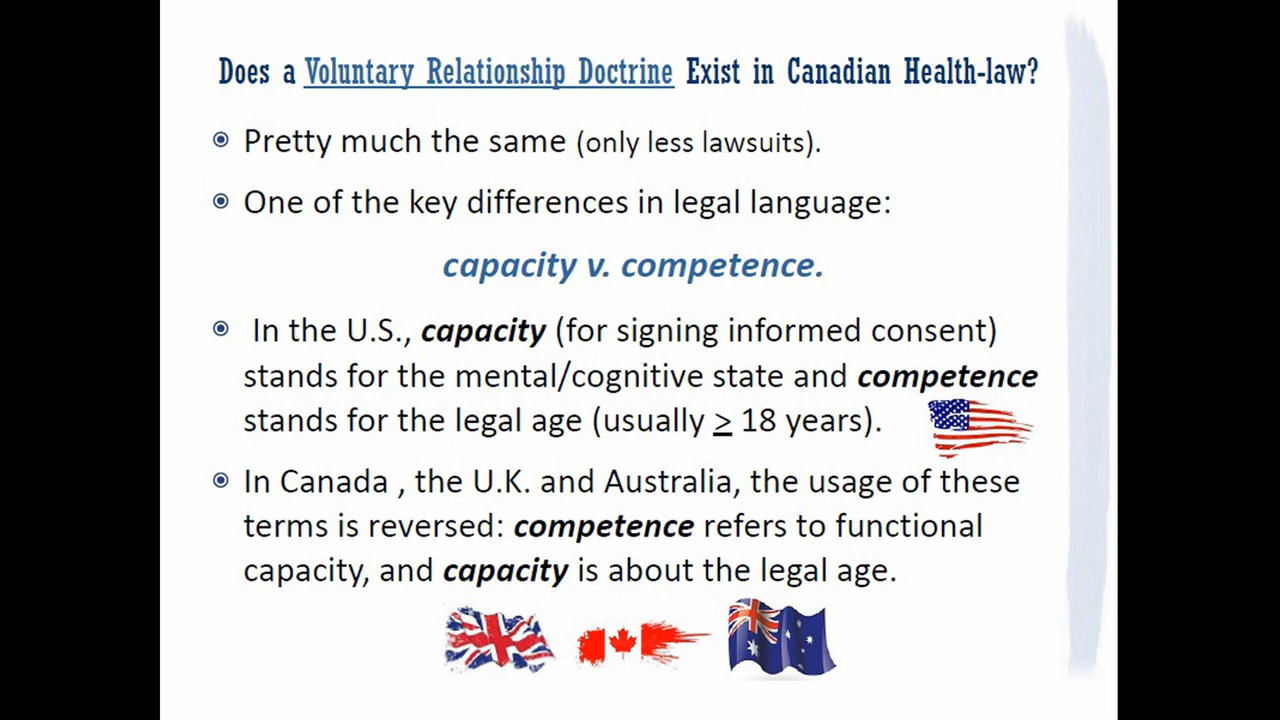 Does a Voluntary Relationship Doctrine Exist in Canadian Health-law?
Pretty much the same (only less lawsuits).
One of the key differences in legal language:
capacity v. competence.
In the U.S., capacity (for signing informed consent)
stands for the mental/cognitive state and competence
stands for the legal age (usually ≥ 18 years).
In Canada , the U.K. and Australia, the usage of these
terms is reversed: competence refers to functional
capacity, and capacity is about the legal age.